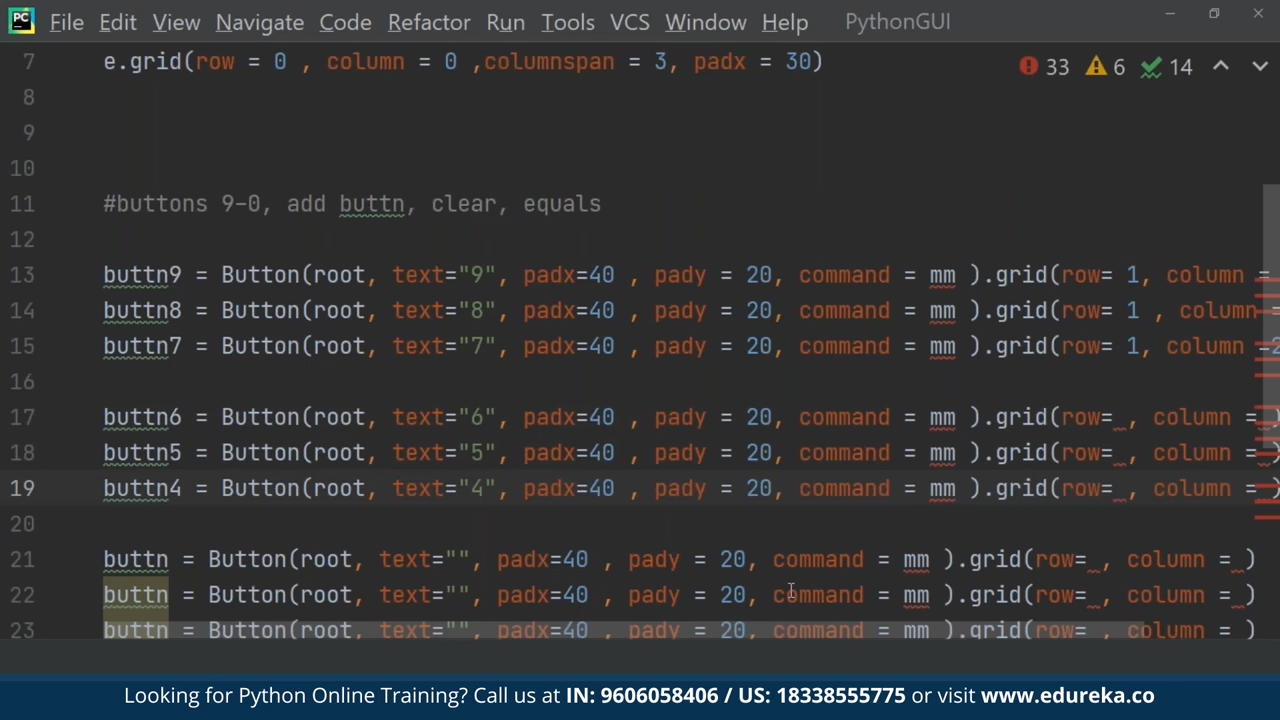 PC File Edit View Navigate Code Refactor Run Tools VCS Window Help PythonGUI
7 e.grid(row = 0 , column = 0 ,columnspan = 3, padx = 30) 33 6 14
8
9
10
11 #buttons 9-0, add buttn, clear, equals
12
13 buttn9 = Button(root, text="9", padx=40 , pady = 20, command = mm ).grid(row= 1, column =
14 buttn8 = Button(root, text="8", padx=40 , pady = 20, command = mm ).grid(row= 1 , column =
15 buttn7 = Button(root, text="7", padx=40 , pady = 20, command = mm ).grid(row= 1, column =2
16
17 buttn6 = Button(root, text="6", padx=40 , pady = 20, command = mm ).grid(row= , column = )
18 buttn5 = Button(root, text="5", padx=40 , pady = 20, command = mm ).grid(row= , column = )
19 buttn4 = Button(root, text="4", padx=40 , pady = 20, command = mm ).grid(row= , column = )
20
21 buttn = Button(root, text="", padx=40 , pady = 20, command = mm ).grid(row= , column = )
22 buttn = Button(root, text="", padx=40 , pady = 20, command = mm ).grid(row= , column = )
23 buttn = Button(root, text="", padx=40 , pady = 20, command = mm ).grid(row= , column = )
Looking for Python Online Training? Call us at IN: 9606058406 / US: 18338555775 or visit www.edureka.co